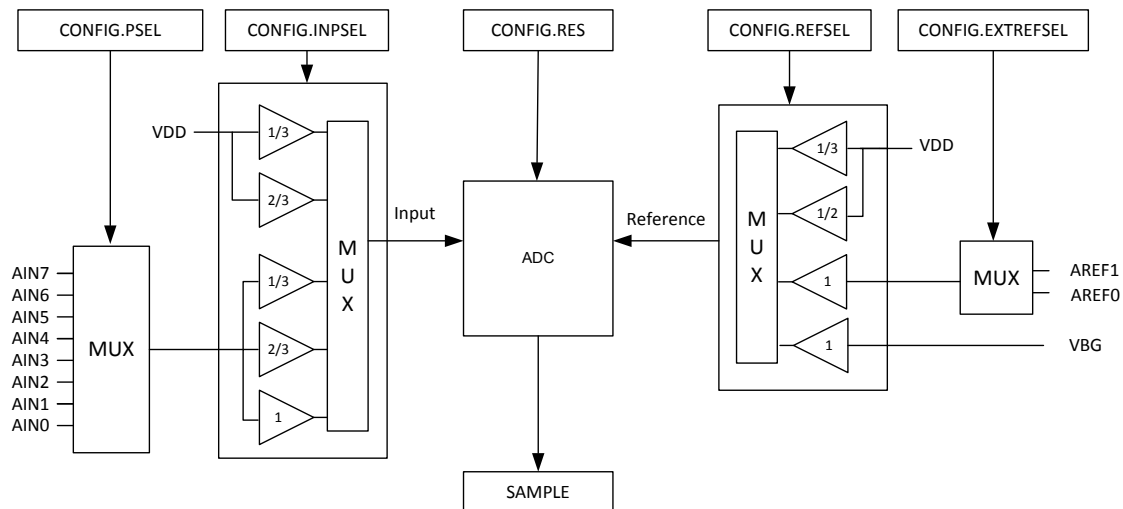 CONFIG.PSEL
CONFIG.INPSEL
CONFIG.RES
CONFIG.REFSEL
CONFIG.EXTREFSEL
VDD
1/3
2/3
1/3
2/3
1
MUX
Input
AIN7
AIN6
AIN5
AIN4
AIN3
AIN2
AIN1
AIN0
MUX
ADC
Reference
MUX
1/3
1/2
1
1
VDD
MUX
AREF1
AREF0
VBG
SAMPLE